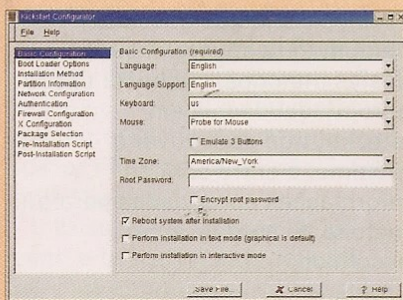 Kickstart Configurator
File Help
Basic Configuration
Boot Loader Options
Installation Method
Partition Information
Network Configuration
Authentication
Firewall Configuration
X Configuration
Package Selection
Pre-Installation Script
Post-Installation Script
Basic Configuration (required)
Language: English
Language Support: English
Keyboard: us
Mouse: Probe for Mouse
Emulate 3 Buttons
Time Zone: America/New_York
Root Password:
Encrypt root password
Reboot system after installation
Perform installation in text mode (graphical is default)
Perform installation in interactive mode
Save File...
Cancel
? Help